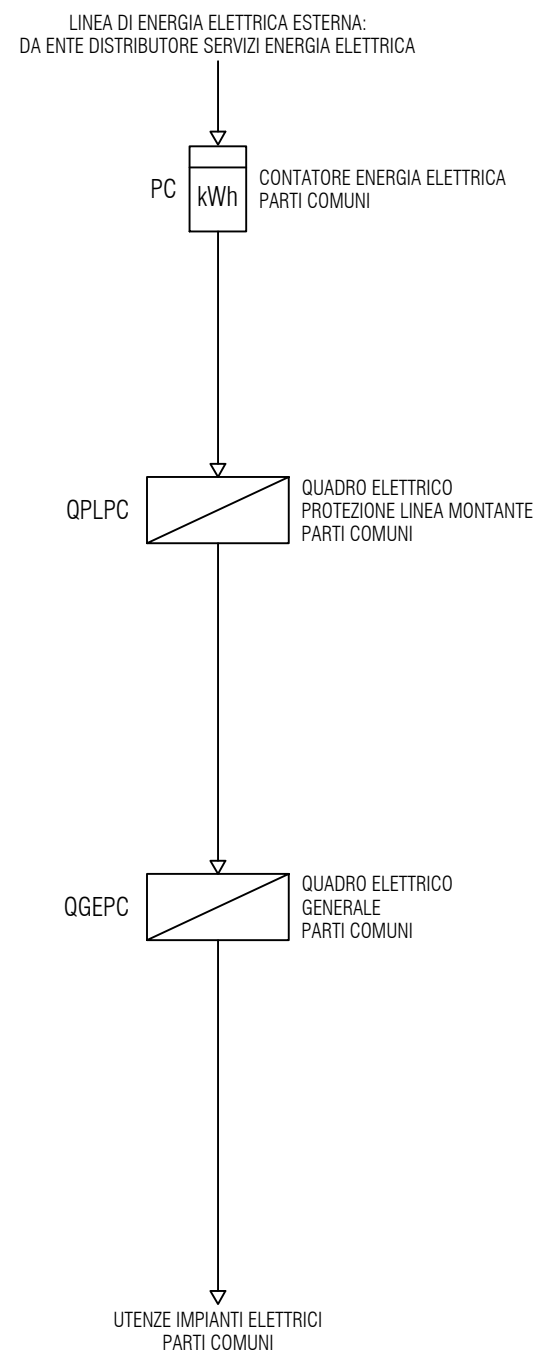 LINEA DI ENERGIA ELETTRICA ESTERNA:
DA ENTE DISTRIBUTORE SERVIZI ENERGIA ELETTRICA
PC
kWh
CONTATORE ENERGIA ELETTRICA
PARTI COMUNI
QPLPC
QUADRO ELETTRICO
PROTEZIONE LINEA MONTANTE
PARTI COMUNI
QGEPC
QUADRO ELETTRICO
GENERALE
PARTI COMUNI
UTENZE IMPIANTI ELETTRICI
PARTI COMUNI